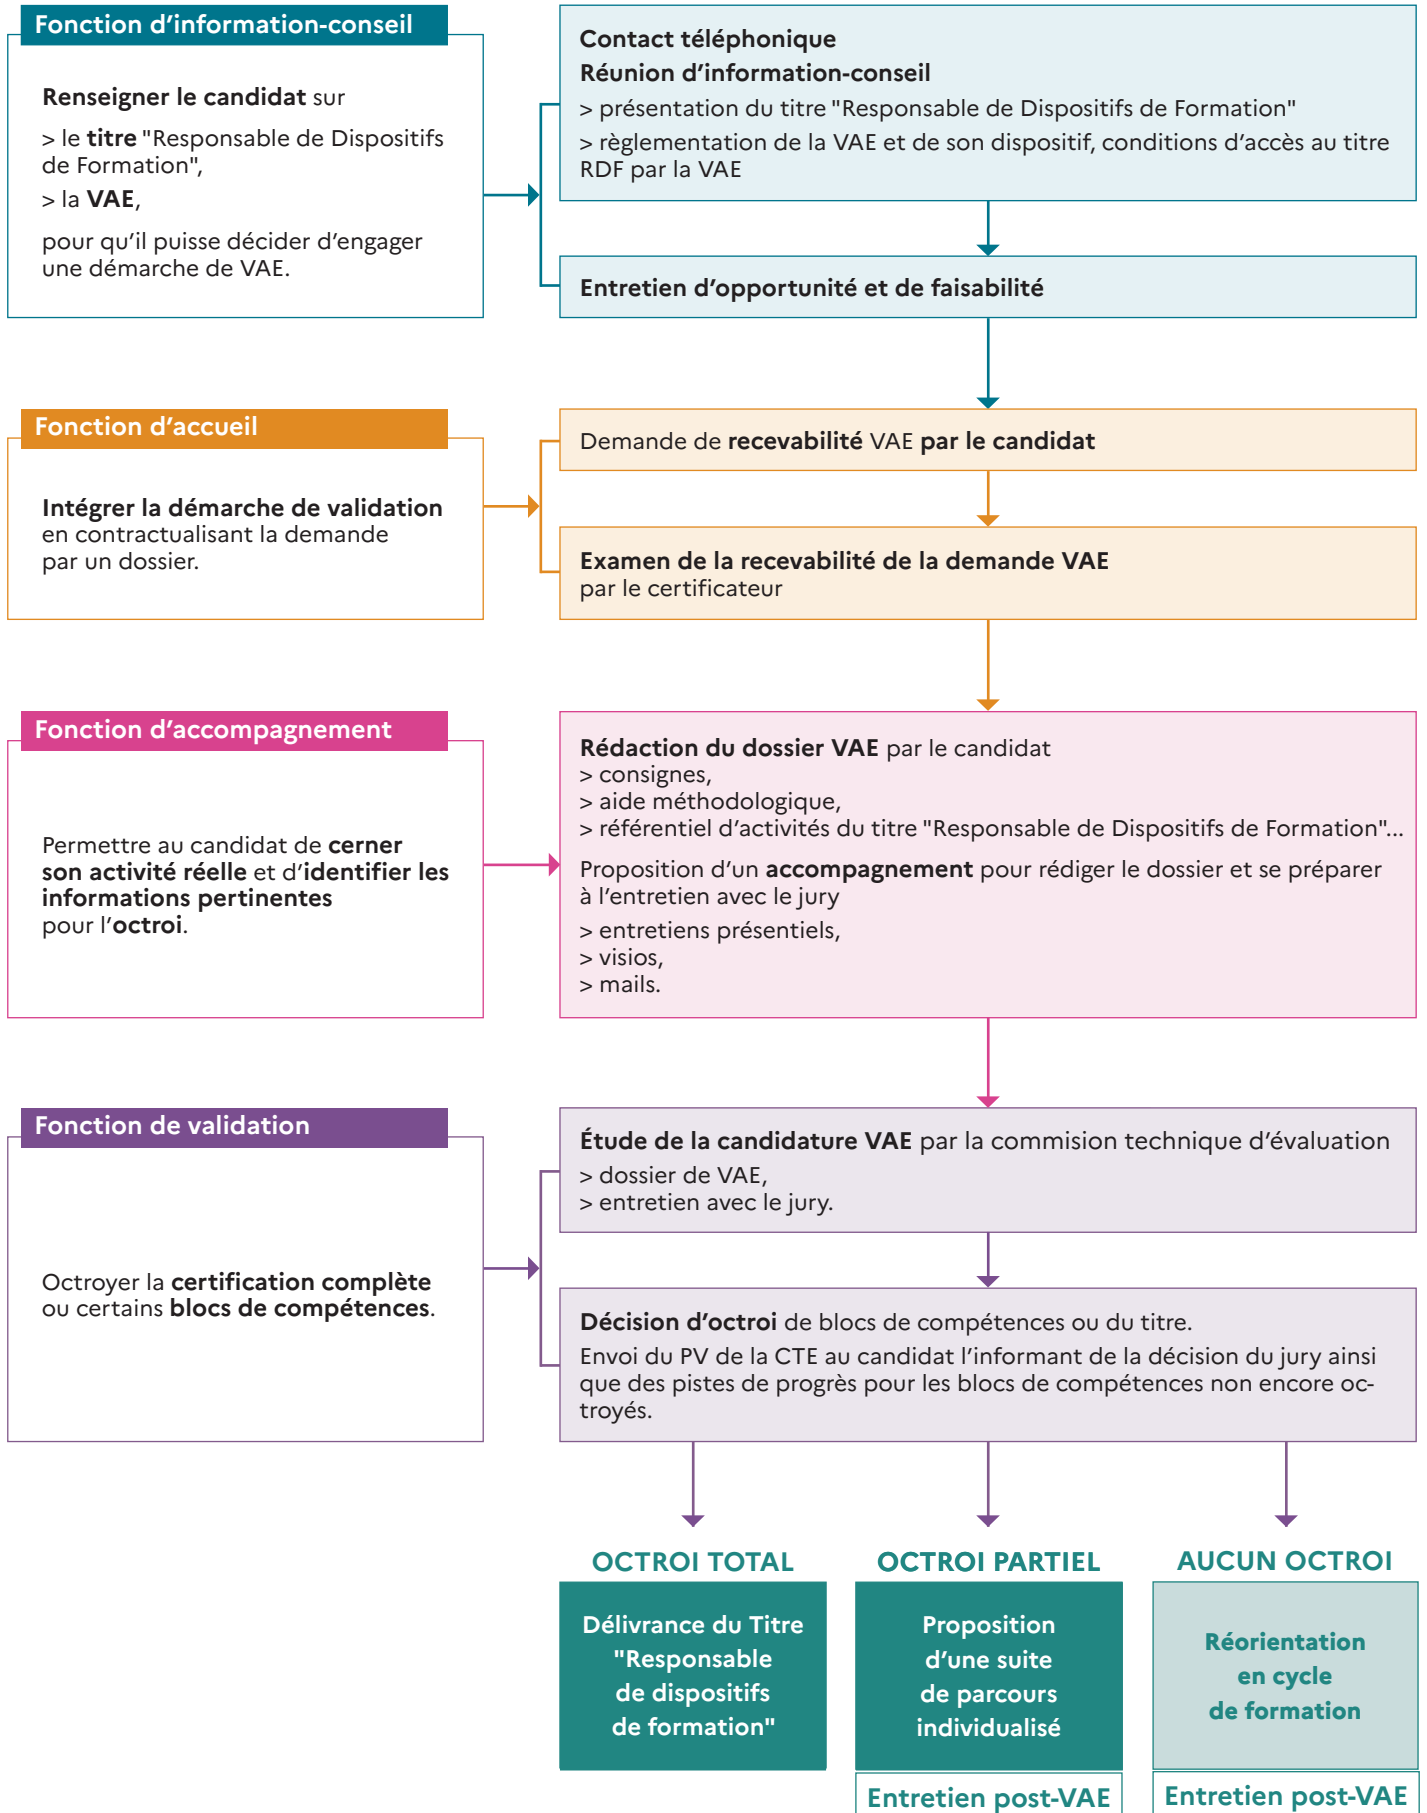 Fonction d'information-conseil
Renseigner le candidat sur
> le titre "Responsable de Dispositifs
de Formation",
> la VAE,
pour qu'il puisse décider d'engager
une démarche de VAE.
Contact téléphonique
Réunion d'information-conseil
> présentation du titre "Responsable de Dispositifs de Formation"
> règlementation de la VAE et de son dispositif, conditions d'accès au titre
RDF par la VAE
Entretien d'opportunité et de faisabilité
Fonction d'accueil
Intégrer la démarche de validation
en contractualisant la demande
par un dossier.
Demande de recevabilité VAE par le candidat
Examen de la recevabilité de la demande VAE
par le certificateur
Fonction d'accompagnement
Permettre au candidat de cerner
son activité réelle et d'identifier les
informations pertinentes
pour l'octroi.
Rédaction du dossier VAE par le candidat
> consignes,
> aide méthodologique,
> référentiel d'activités du titre "Responsable de Dispositifs de Formation"...
Proposition d'un accompagnement pour rédiger le dossier et se préparer
à l'entretien avec le jury
> entretiens présentiels,
> visios,
> mails.
Fonction de validation
Octroyer la certification complète
ou certains blocs de compétences.
Étude de la candidature VAE par la commision technique d'évaluation
> dossier de VAE,
> entretien avec le jury.
Décision d'octroi de blocs de compétences ou du titre.
Envoi du PV de la CTE au candidat l'informant de la décision du jury ainsi
que des pistes de progrès pour les blocs de compétences non encore oc-
troyés.
OCTROI TOTAL
Délivrance du Titre
"Responsable
de dispositifs
de formation"
OCTROI PARTIEL
Proposition
d'une suite
de parcours
individualisé
Entretien post-VAE
AUCUN OCTROI
Réorientation
en cycle
de formation
Entretien post-VAE